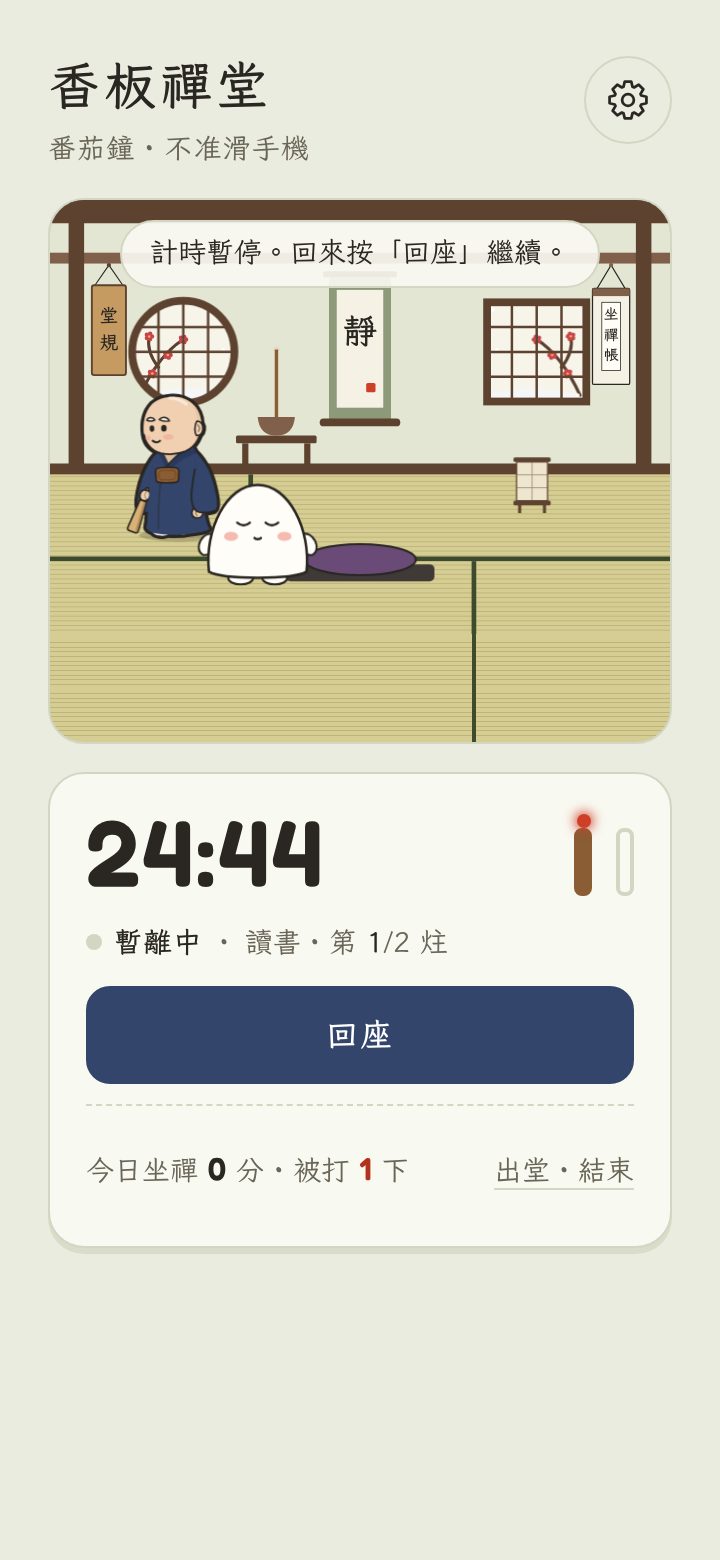 香板禪堂
番茄鐘・不准滑手機
計時暫停。回來按「回座」繼續。
堂規
靜
坐禪帳
24:44
暫離中・讀書・第 1/2 炷
回座
今日坐禪 0 分・被打 1 下
出堂・結束